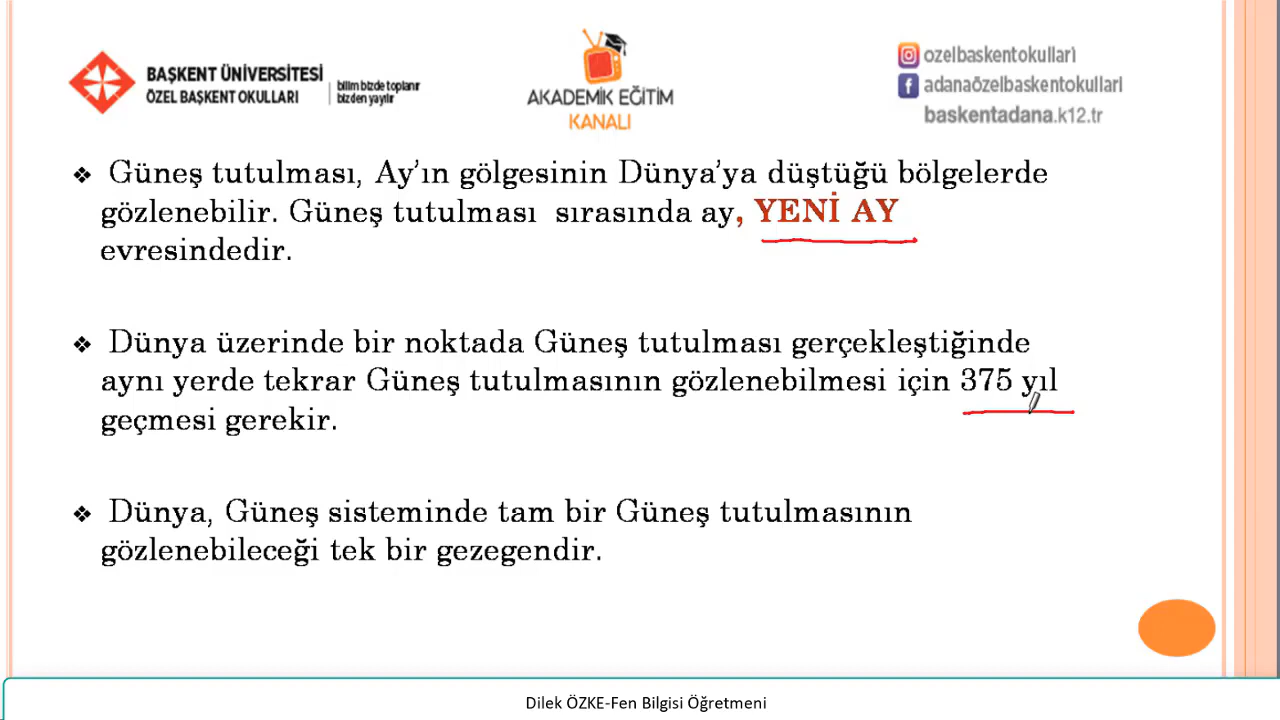 BAŞKENT ÜNİVERSİTESİ
ÖZEL BAŞKENT OKULLARI
bilim bizde toplanır
bizden yayılır
AKADEMİK EĞİTİM
KANALI
ozelbaskentokullari
adanaözelbaskentokullari
baskentadana.k12.tr
❖ Güneş tutulması, Ay’ın gölgesinin Dünya’ya düştüğü bölgelerde
gözlenebilir. Güneş tutulması sırasında ay, YENİ AY
evresindedir.
❖ Dünya üzerinde bir noktada Güneş tutulması gerçekleştiğinde
aynı yerde tekrar Güneş tutulmasının gözlenebilmesi için 375 yıl
geçmesi gerekir.
❖ Dünya, Güneş sisteminde tam bir Güneş tutulmasının
gözlenebileceği tek bir gezegendir.
Dilek ÖZKE-Fen Bilgisi Öğretmeni